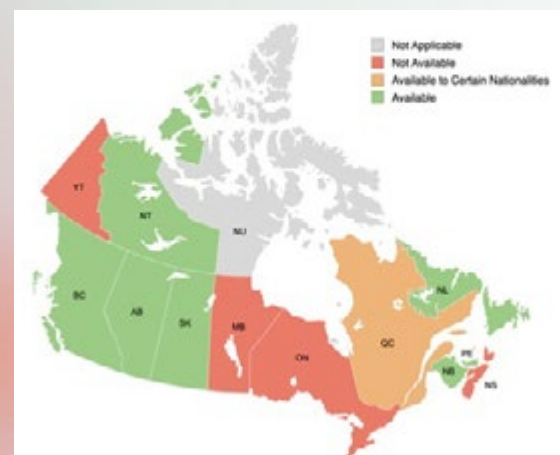 Not Applicable
Not Available
Available to Certain Nationalities
Available
YT
NT
NU
BC
AB
SK
MB
ON
QC
NL
PE
NB
NS